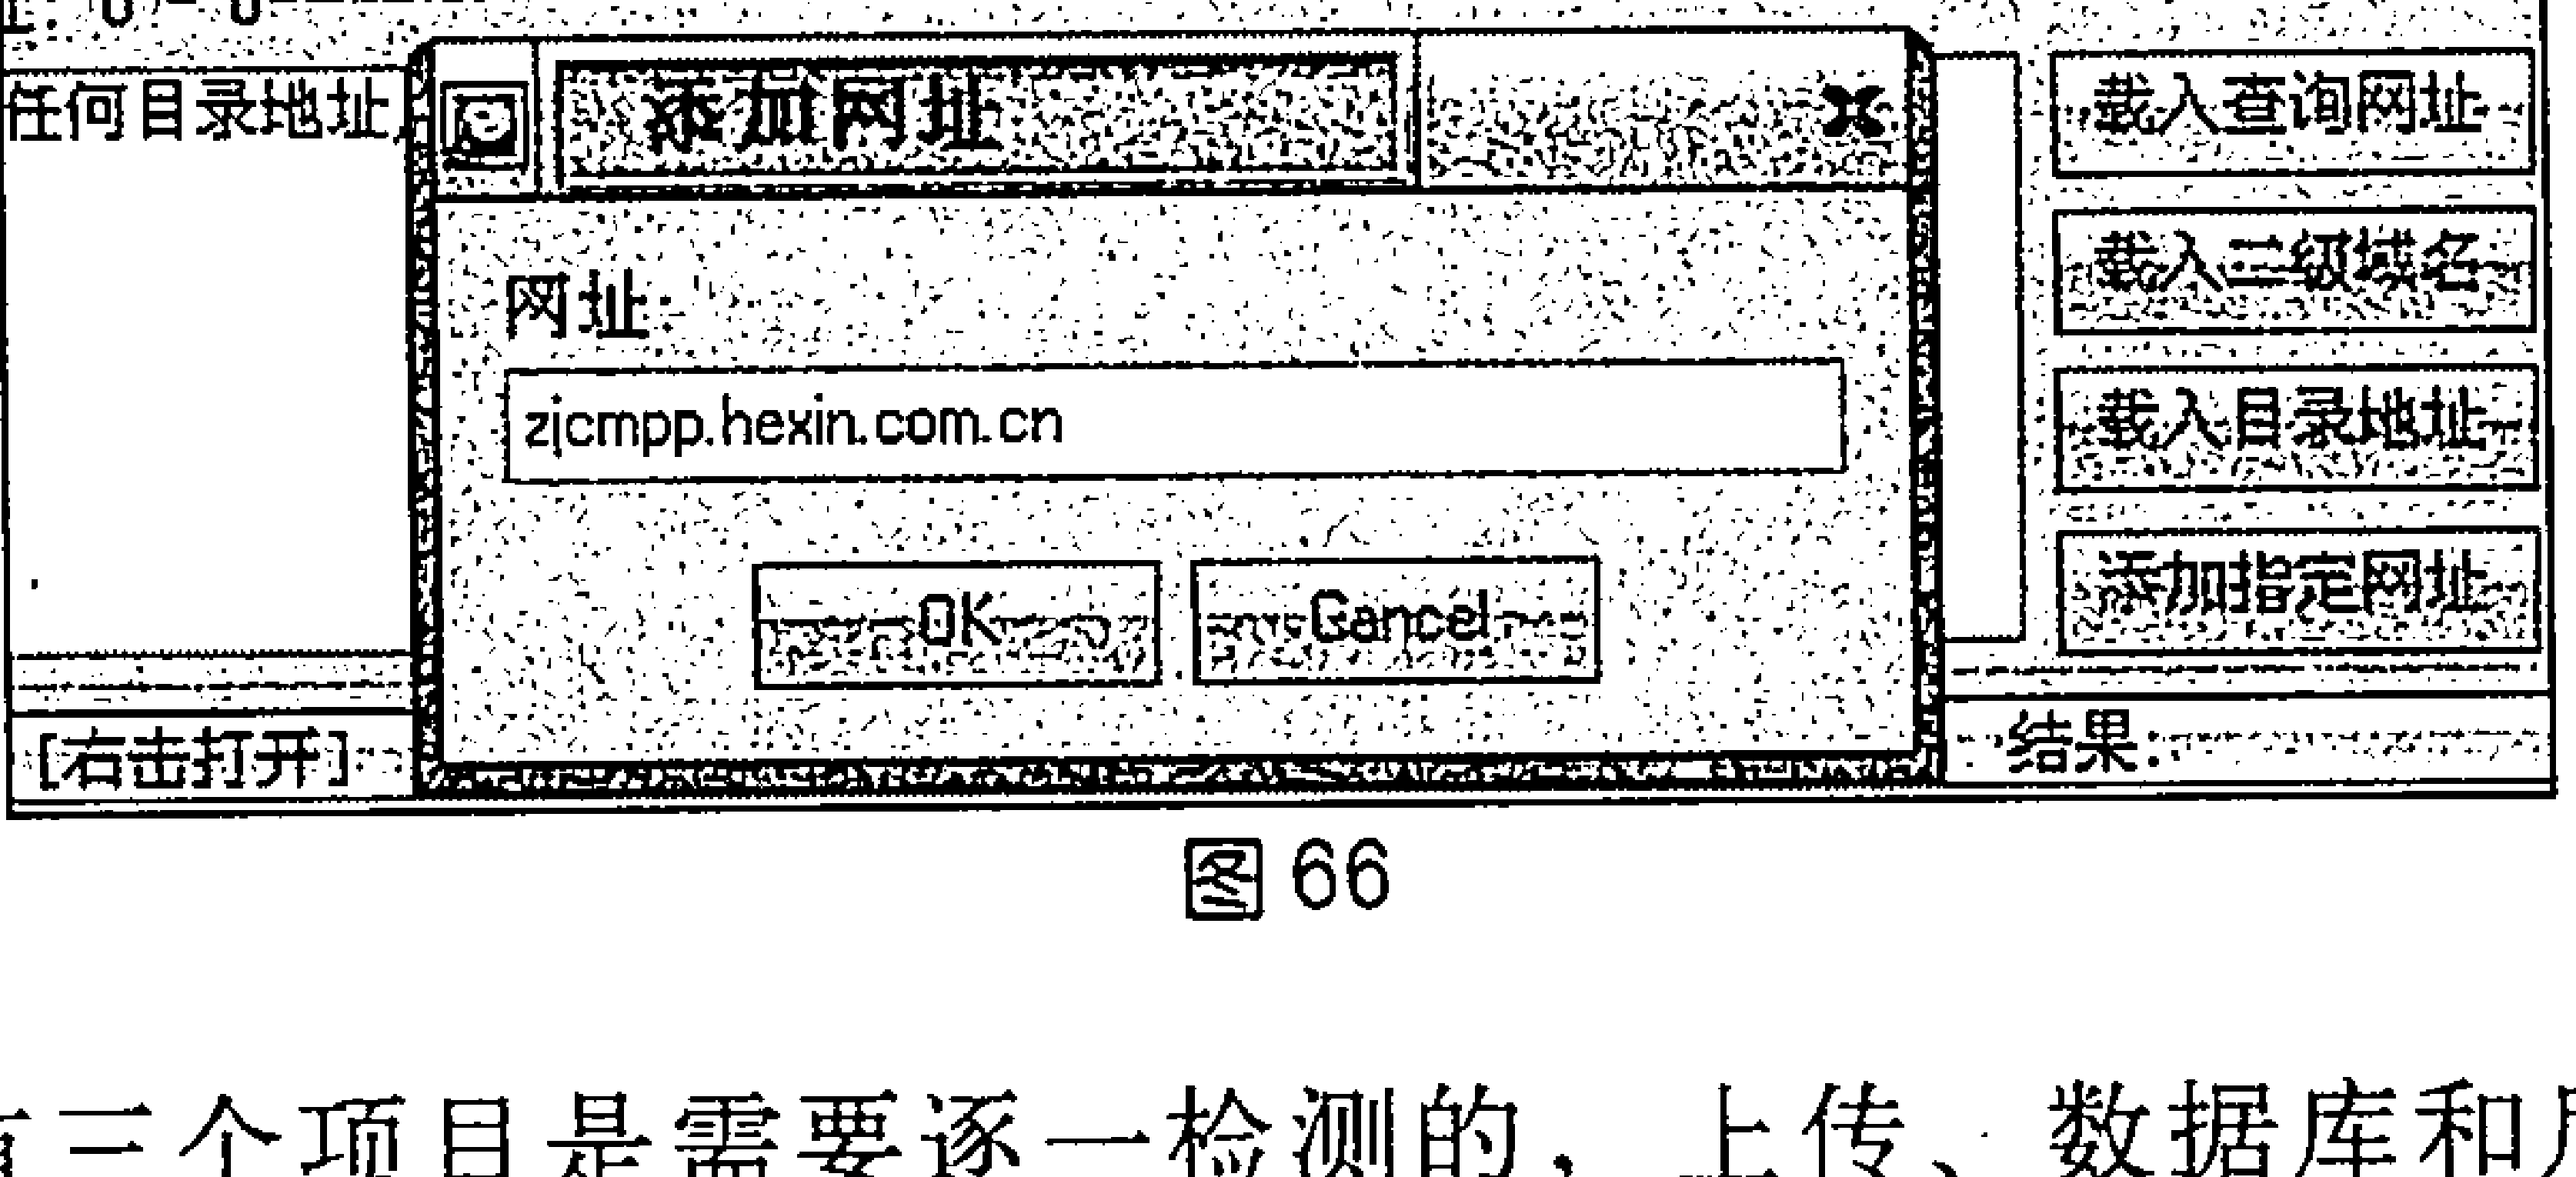 任何目录地址
添加网址
载入查询网址
网址
载入二级域名
zjcmpp.hexin.com.cn
载入目录地址
OK Cancel
添加指定网址
[右击打开]
结果:
图 66
三个项目是需要逐一检测的，上传、数据库和